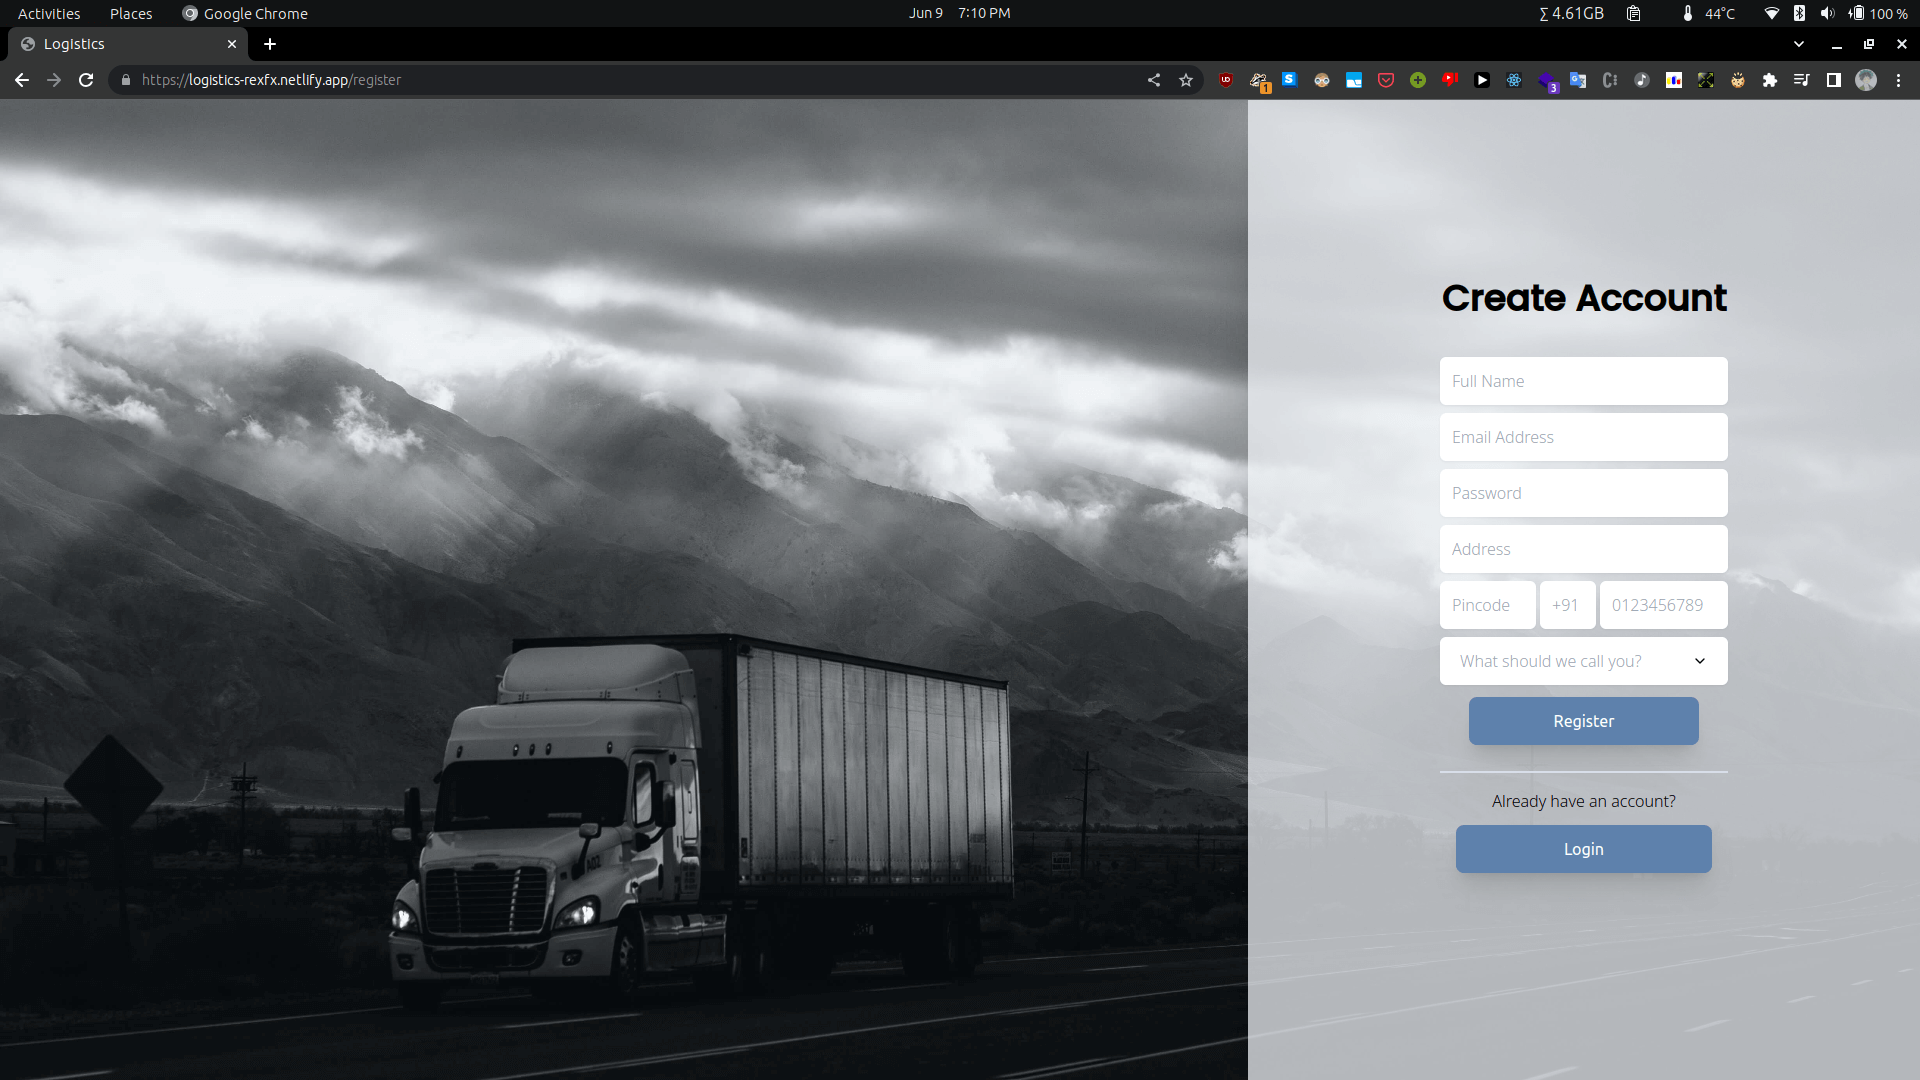 Activities Places Google Chrome Jun 9 7:10 PM ∑ 4.61GB 44°C 100 %
Logistics
https://logistics-rexfx.netlify.app/register
1
3
Create Account
Full Name
Email Address
Password
Address
Pincode +91 0123456789
What should we call you?
Register
Already have an account?
Login